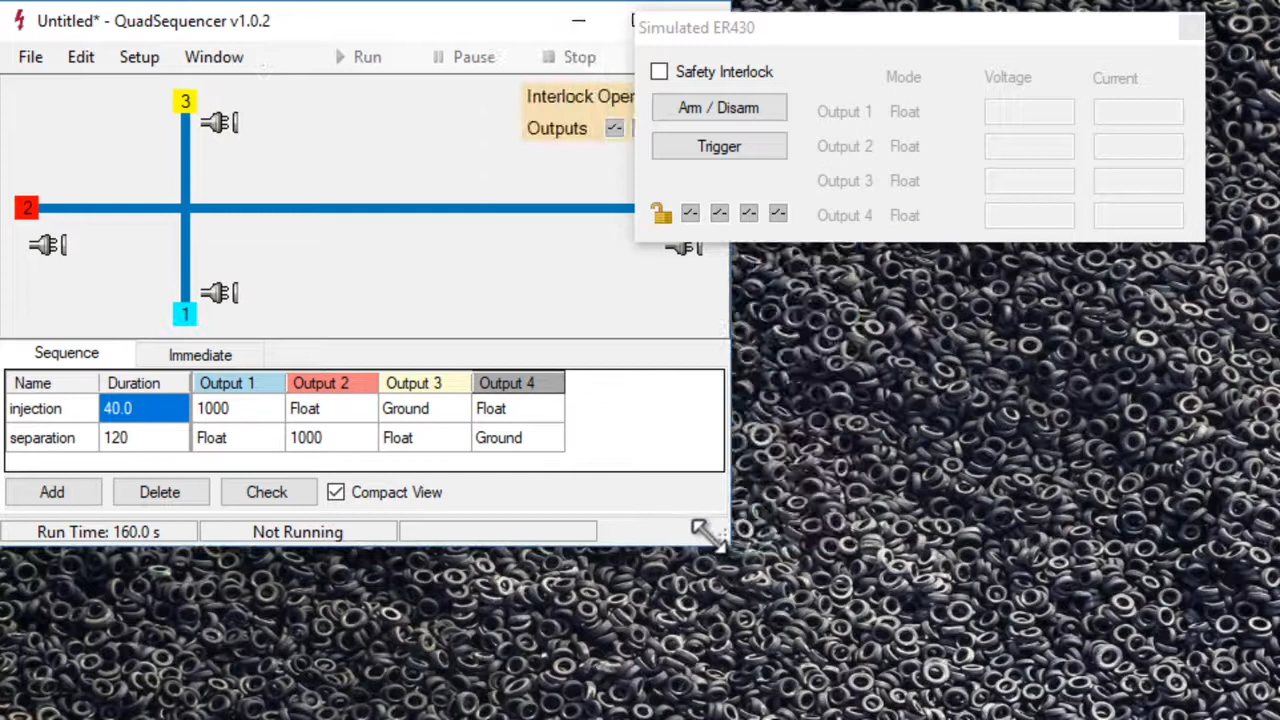 Untitled* - QuadSequencer v1.0.2
File Edit Setup Window Run Pause Stop
3
2
1
Outputs
Sequence Immediate
Name Duration Output 1 Output 2 Output 3 Output 4
injection 40.0 1000 Float Ground Float
separation 120 Float 1000 Float Ground
Add Delete Check Compact View
Run Time: 160.0 s Not Running
Simulated ER430
Safety Interlock Mode Voltage Current
Arm / Disarm Output 1 Float
Trigger Output 2 Float
Output 3 Float
Output 4 Float